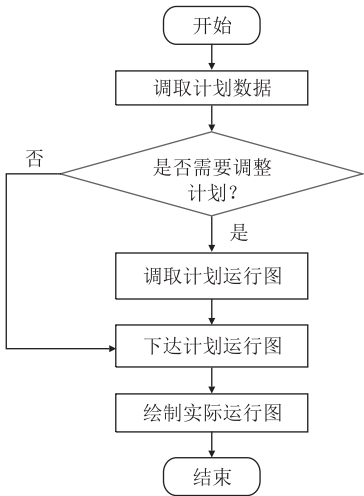 开始
调取计划数据
是否需要调整
计划？
否
是
调取计划运行图
下达计划运行图
绘制实际运行图
结束